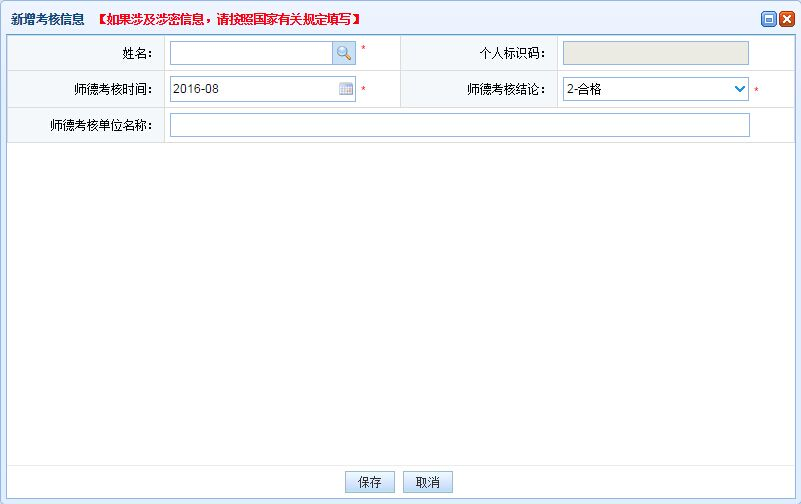 新增考核信息 【如果涉及涉密信息，请按照国家有关规定填写】
姓名： * 个人标识码：
师德考核时间： 2016-08 * 师德考核结论： 2-合格 *
师德考核单位名称：
保存 取消